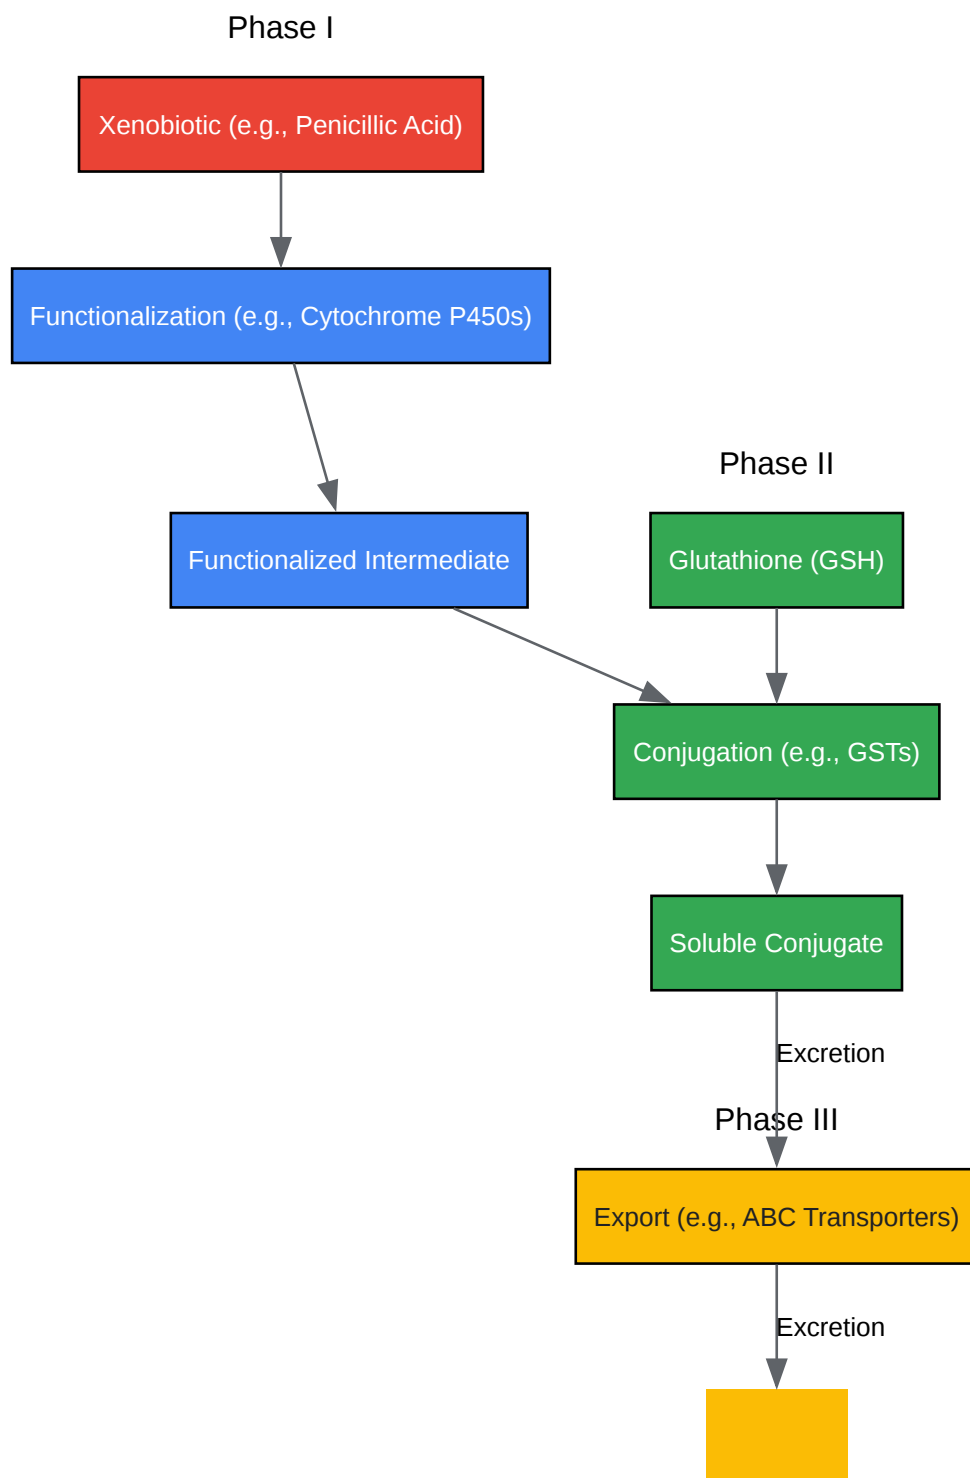 Phase I
Xenobiotic (e.g., Penicillic Acid)
Functionalization (e.g., Cytochrome P450s)
Phase II
Functionalized Intermediate
Glutathione (GSH)
Conjugation (e.g., GSTs)
Soluble Conjugate
Excretion
Phase III
Export (e.g., ABC Transporters)
Excretion